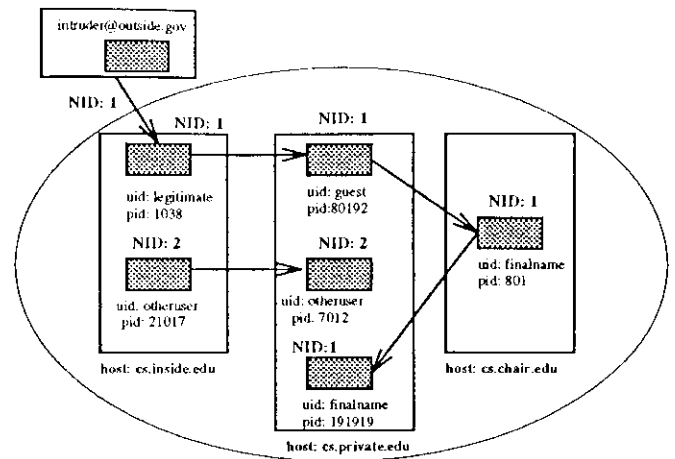 intruder@outside.gov
NID: 1
NID: 1
uid: legitimate
pid: 1038
NID: 2
uid: otheruser
pid: 21017
host: cs.inside.edu
NID: 1
uid: guest
pid:80192
NID: 2
uid: otheruser
pid: 7012
NID:1
uid: finalname
pid: 191919
host: cs.private.edu
NID: 1
uid: finalname
pid: 801
host: cs.chair.edu